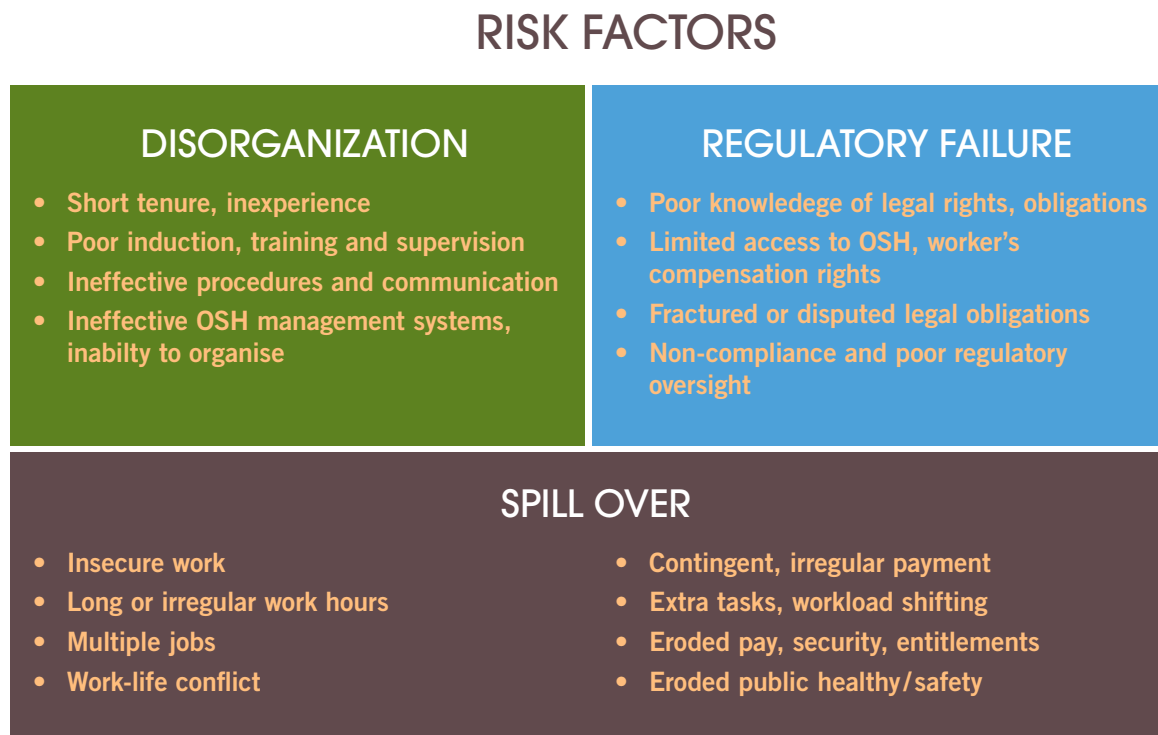 RISK FACTORS
DISORGANIZATION
• Short tenure, inexperience
• Poor induction, training and supervision
• Ineffective procedures and communication
• Ineffective OSH management systems,
inabilty to organise
REGULATORY FAILURE
• Poor knowledege of legal rights, obligations
• Limited access to OSH, worker’s
compensation rights
• Fractured or disputed legal obligations
• Non-compliance and poor regulatory
oversight
SPILL OVER
• Insecure work
• Long or irregular work hours
• Multiple jobs
• Work-life conflict
• Contingent, irregular payment
• Extra tasks, workload shifting
• Eroded pay, security, entitlements
• Eroded public healthy/safety